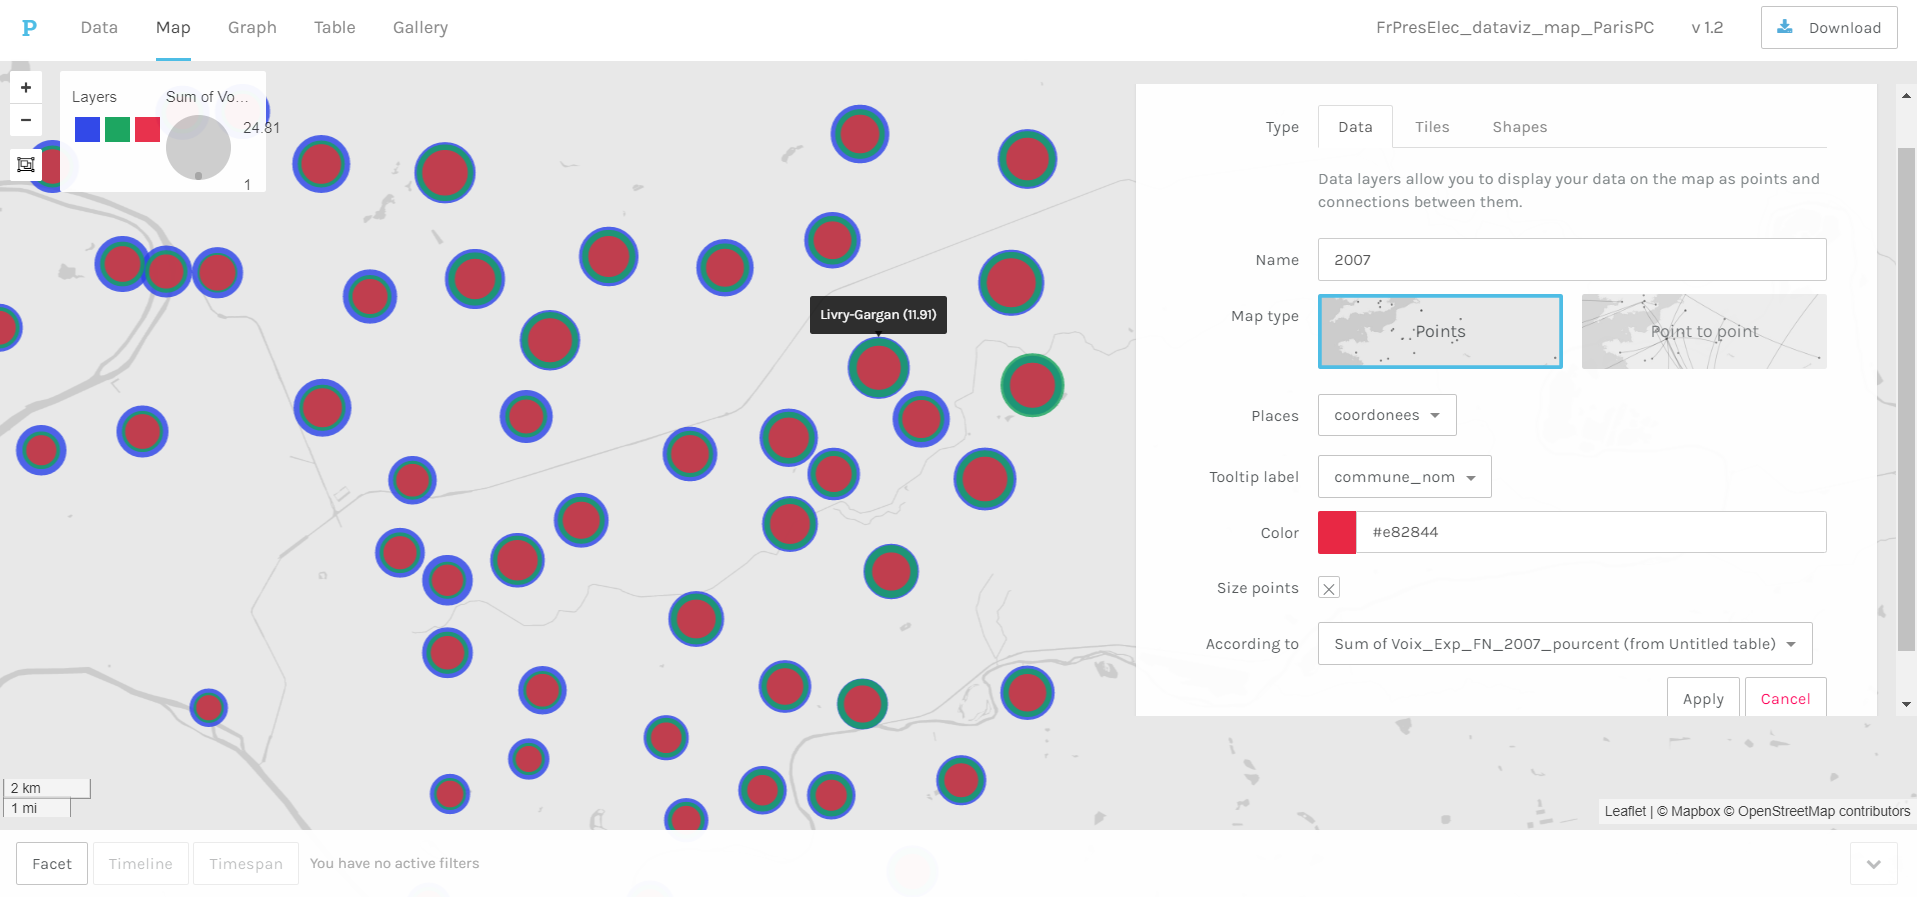 P Data Map Graph Table Gallery FrPresElec_dataviz_map_ParisPC v 1.2 Download
+
−
Layers Sum of Vo...
24.81
1
Livry-Gargan (11.91)
Type Data Tiles Shapes
Data layers allow you to display your data on the map as points and
connections between them.
Name 2007
Map type Points Point to point
Places coordonees
Tooltip label commune_nom
Color #e82844
Size points
According to Sum of Voix_Exp_FN_2007_pourcent (from Untitled table)
Apply Cancel
2 km
1 mi
Leaflet | © Mapbox © OpenStreetMap contributors
Facet Timeline Timespan You have no active filters